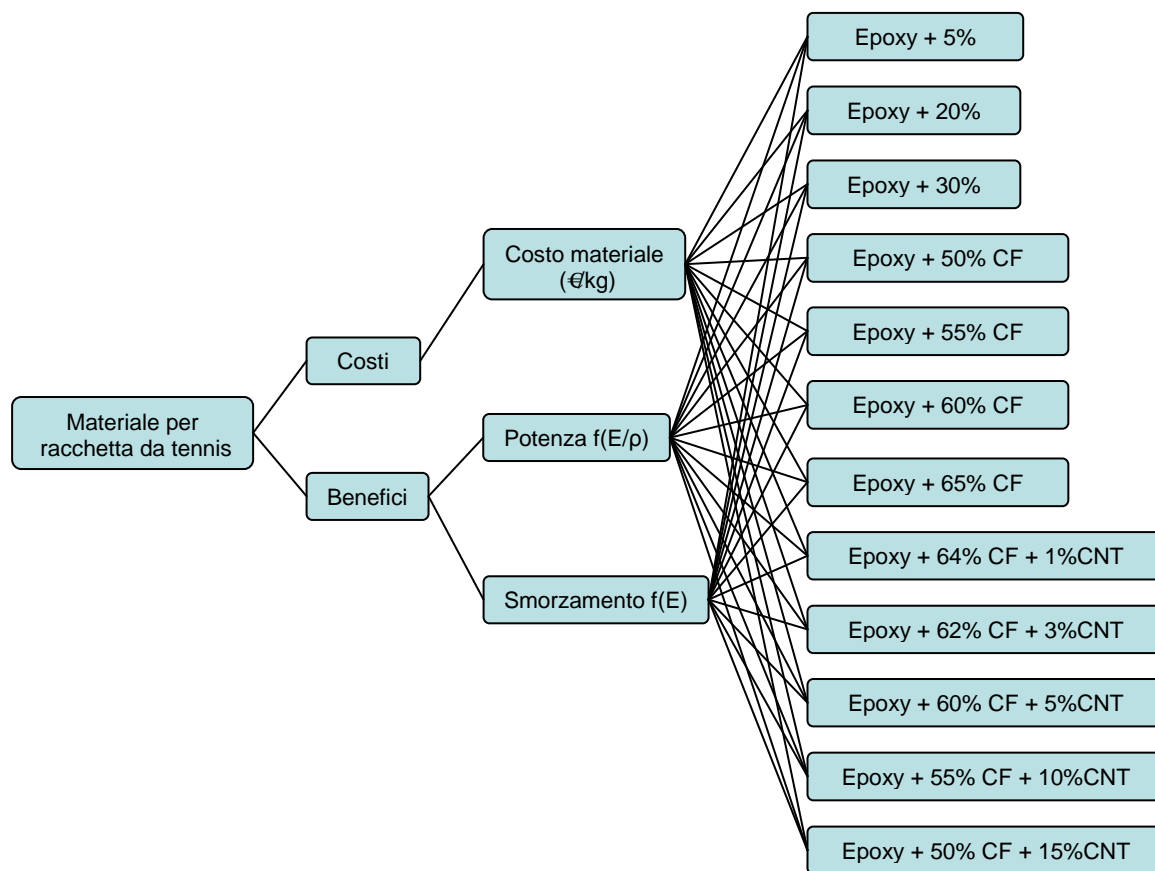 Materiale per
racchetta da tennis
Costi
Benefici
Costo materiale
(€/kg)
Potenza f(E/ρ)
Smorzamento f(E)
Epoxy + 5%
Epoxy + 20%
Epoxy + 30%
Epoxy + 50% CF
Epoxy + 55% CF
Epoxy + 60% CF
Epoxy + 65% CF
Epoxy + 64% CF + 1%CNT
Epoxy + 62% CF + 3%CNT
Epoxy + 60% CF + 5%CNT
Epoxy + 55% CF + 10%CNT
Epoxy + 50% CF + 15%CNT